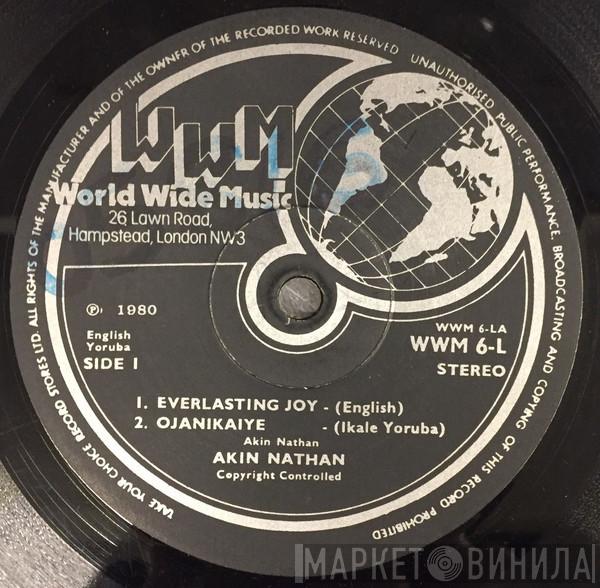 ALL RIGHTS OF THE MANUFACTURER AND OF THE OWNER OF THE RECORDED WORK RESERVED
UNAUTHORISED PUBLIC PERFORMANCE, BROADCASTING AND COPYING OF THIS RECORD PROHIBITED
TAKE YOUR CHOICE RECORD STORES LTD.
WWM
World Wide Music
26 Lawn Road,
Hampstead, London NW3
Ⓟ 1980
English
Yoruba
SIDE 1
WWM 6-LA
WWM 6-L
STEREO
1. EVERLASTING JOY - (English)
2. OJANIKAIYE - (Ikale Yoruba)
Akin Nathan
AKIN NATHAN
Copyright Controlled
МАРКЕТ ВИНИЛА